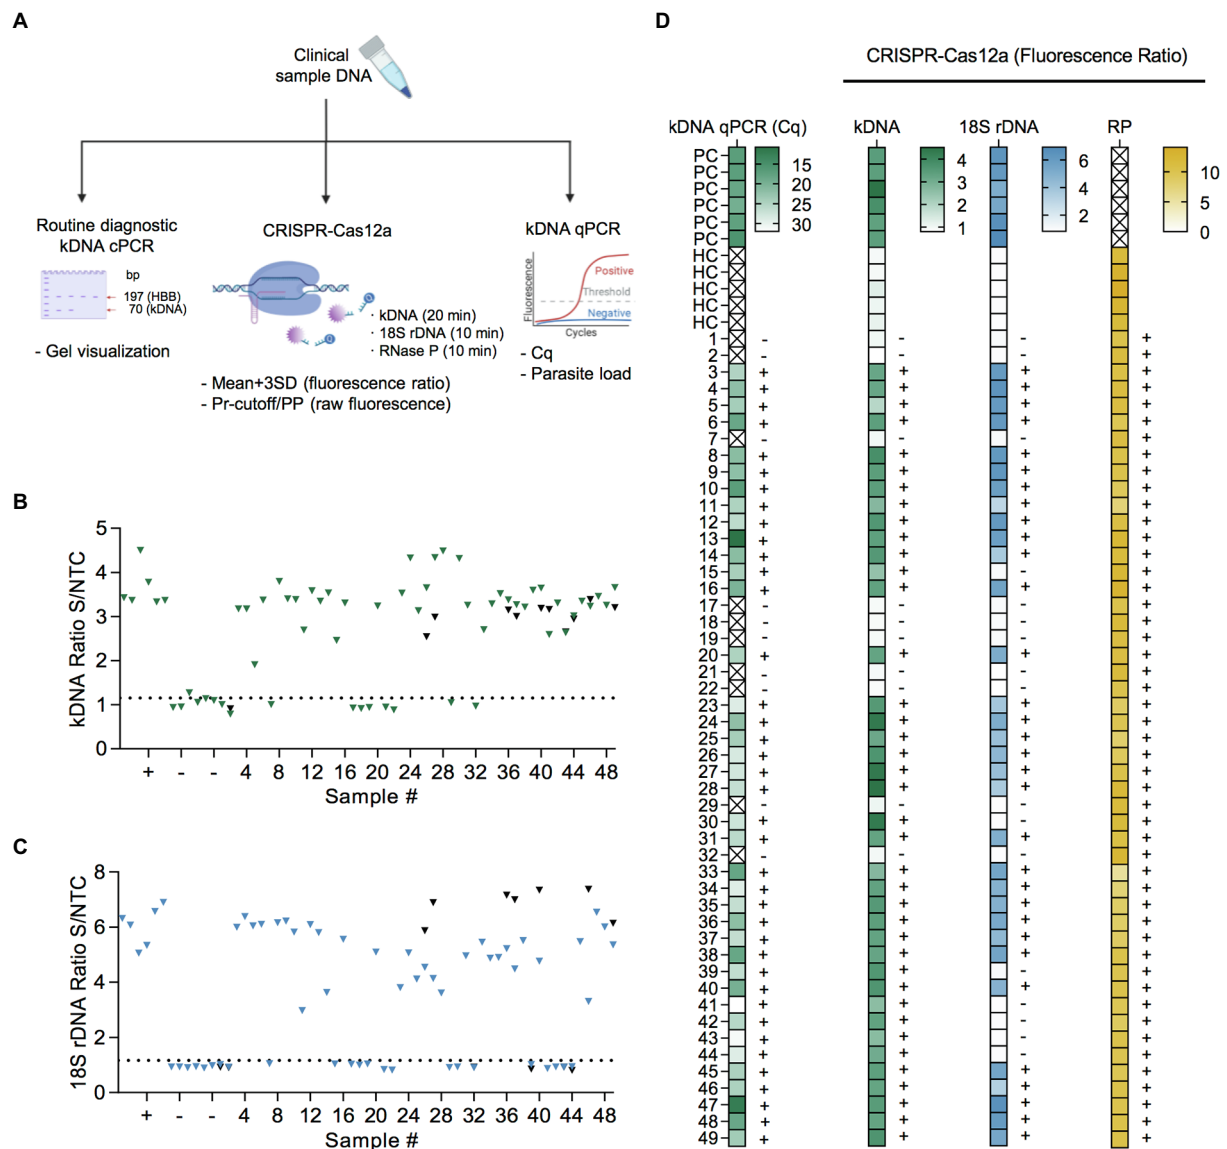 A
Clinical
sample DNA
Routine diagnostic
kDNA cPCR
bp
197 (HBB)
70 (kDNA)
- Gel visualization
CRISPR-Cas12a
· kDNA (20 min)
· 18S rDNA (10 min)
· RNase P (10 min)
- Mean+3SD (fluorescence ratio)
- Pr-cutoff/PP (raw fluorescence)
kDNA qPCR
Fluorescence
Positive
Threshold
Negative
Cycles
- Cq
- Parasite load
B
kDNA Ratio S/NTC
5
4
3
2
1
0
+ - - 4 8 12 16 20 24 28 32 36 40 44 48
Sample #
C
18S rDNA Ratio S/NTC
8
6
4
2
0
+ - - 4 8 12 16 20 24 28 32 36 40 44 48
Sample #
D
CRISPR-Cas12a (Fluorescence Ratio)
kDNA qPCR (Cq) kDNA 18S rDNA RP
15
20
25
30
4
3
2
1
6
4
2
10
5
0
PC
PC
PC
PC
PC
PC
HC
HC
HC
HC
HC
1 - - - +
2 - - - +
3 + + + +
4 + + + +
5 + + + +
6 + + + +
7 - - - +
8 + + + +
9 + + + +
10 + + + +
11 + + + +
12 + + + +
13 + + + +
14 + + + +
15 + + - +
16 + + + +
17 - - - +
18 - - - +
19 - - - +
20 + + + +
21 - - - +
22 - - - +
23 + + + +
24 + + + +
25 + + + +
26 + + + +
27 + + + +
28 + + + +
29 - - - +
30 + + - +
31 + + + +
32 - - - +
33 + + + +
34 + + + +
35 + + + +
36 + + + +
37 + + + +
38 + + + +
39 + + - +
40 + + + +
41 + + - +
42 + + - +
43 + + - +
44 + + - +
45 + + + +
46 + + + +
47 + + + +
48 + + + +
49 + + + +